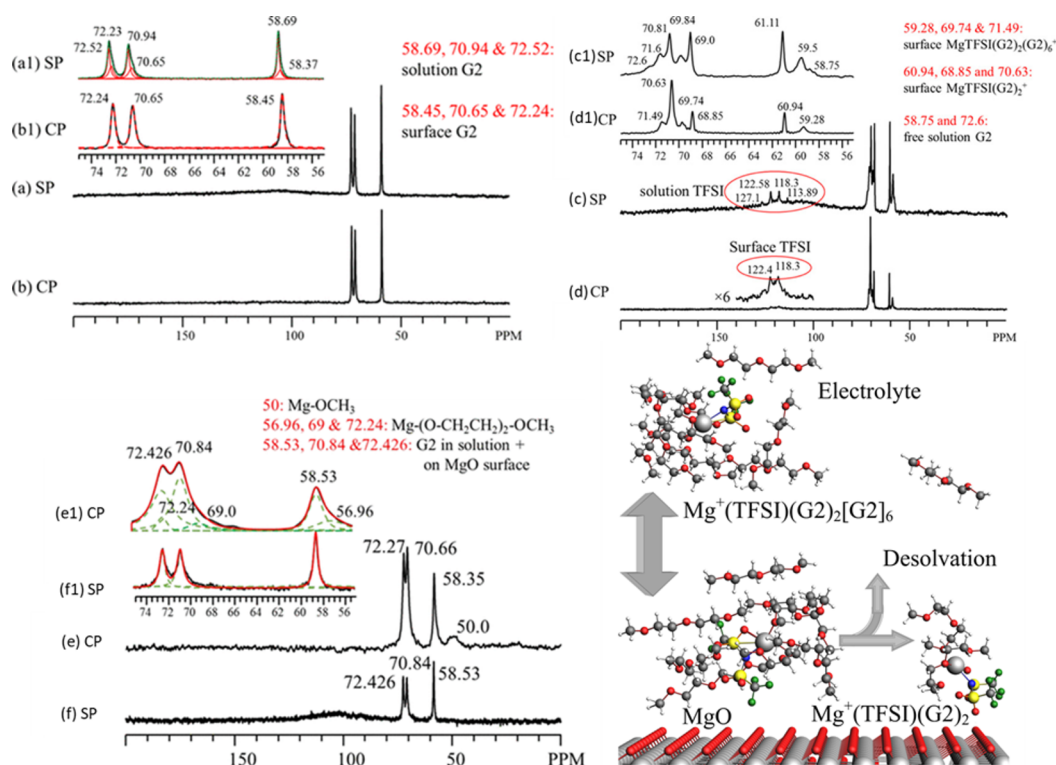 72.23
58.69
72.52
70.94
70.65
58.37
(a1) SP
58.69, 70.94 & 72.52:
solution G2
72.24
70.65
58.45
(b1) CP
58.45, 70.65 & 72.24:
surface G2
74 72 70 68 66 64 62 60 58 56
(a) SP
(b) CP
150 100 50 PPM
70.81
69.84
61.11
71.6
69.0
59.5
72.6
58.75
(c1)SP
59.28, 69.74 & 71.49:
surface MgTFSI(G2)2(G2)6+
60.94, 68.85 and 70.63:
surface MgTFSI(G2)2+
58.75 and 72.6:
free solution G2
70.63
69.74
60.94
71.49
68.85
59.28
(d1)CP
74 72 70 68 66 64 62 60 58 56
solution TFSI
122.58
118.3
127.1
113.89
(c) SP
Surface TFSI
122.4
118.3
×6
(d) CP
150 100 50 PPM
50: Mg-OCH3
56.96, 69 & 72.24: Mg-(O-CH2CH2)2-OCH3
58.53, 70.84 &72.426: G2 in solution +
on MgO surface
72.426
70.84
58.53
72.24
69.0
56.96
(e1) CP
(f1) SP
74 72 70 68 66 64 62 60 58 56
72.27
70.66
58.35
50.0
(e) CP
70.84
58.53
72.426
(f) SP
150 100 50 PPM
Electrolyte
Mg+(TFSI)(G2)2[G2]6
Desolvation
MgO
Mg+(TFSI)(G2)2